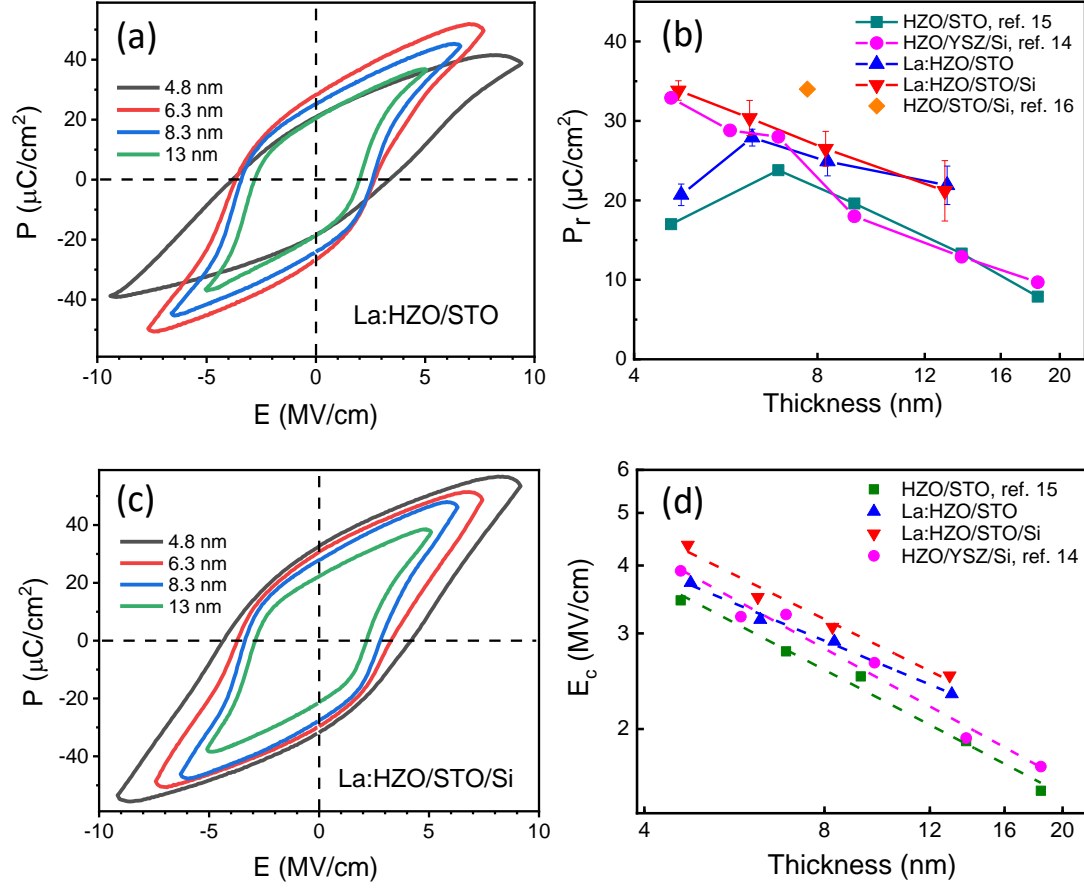 (a)
40
20
0
-20
-40
P (μC/cm²)
4.8 nm
6.3 nm
8.3 nm
13 nm
La:HZO/STO
-10 -5 0 5 10
E (MV/cm)
(b)
HZO/STO, ref. 15
HZO/YSZ/Si, ref. 14
La:HZO/STO
La:HZO/STO/Si
HZO/STO/Si, ref. 16
40
30
20
10
0
Pr (μC/cm²)
4 8 12 16 20
Thickness (nm)
(c)
40
20
0
-20
-40
P (μC/cm²)
4.8 nm
6.3 nm
8.3 nm
13 nm
La:HZO/STO/Si
-10 -5 0 5 10
E (MV/cm)
(d)
HZO/STO, ref. 15
La:HZO/STO
La:HZO/STO/Si
HZO/YSZ/Si, ref. 14
6
5
4
3
2
Ec (MV/cm)
4 8 12 16 20
Thickness (nm)